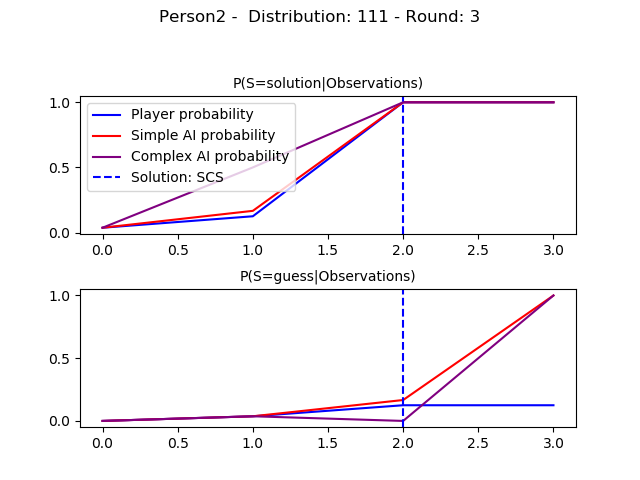 Person2 -  Distribution: 111 - Round: 3
P(S=solution|Observations)
1.0
0.5
0.0
Player probability
Simple AI probability
Complex AI probability
Solution: SCS
0.0 0.5 1.0 1.5 2.0 2.5 3.0
P(S=guess|Observations)
1.0
0.5
0.0
0.0 0.5 1.0 1.5 2.0 2.5 3.0